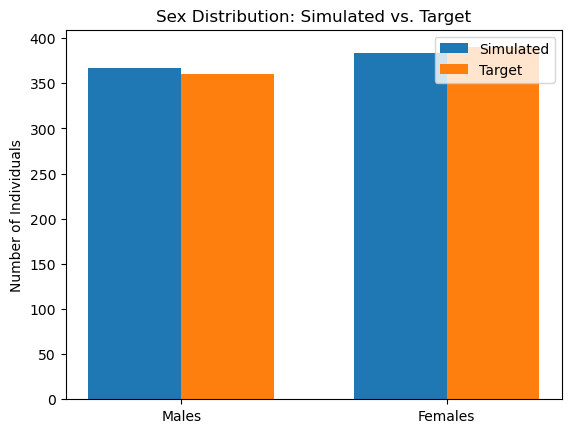 Sex Distribution: Simulated vs. Target
Simulated
Target
Number of Individuals
400
350
300
250
200
150
100
50
0
Males
Females